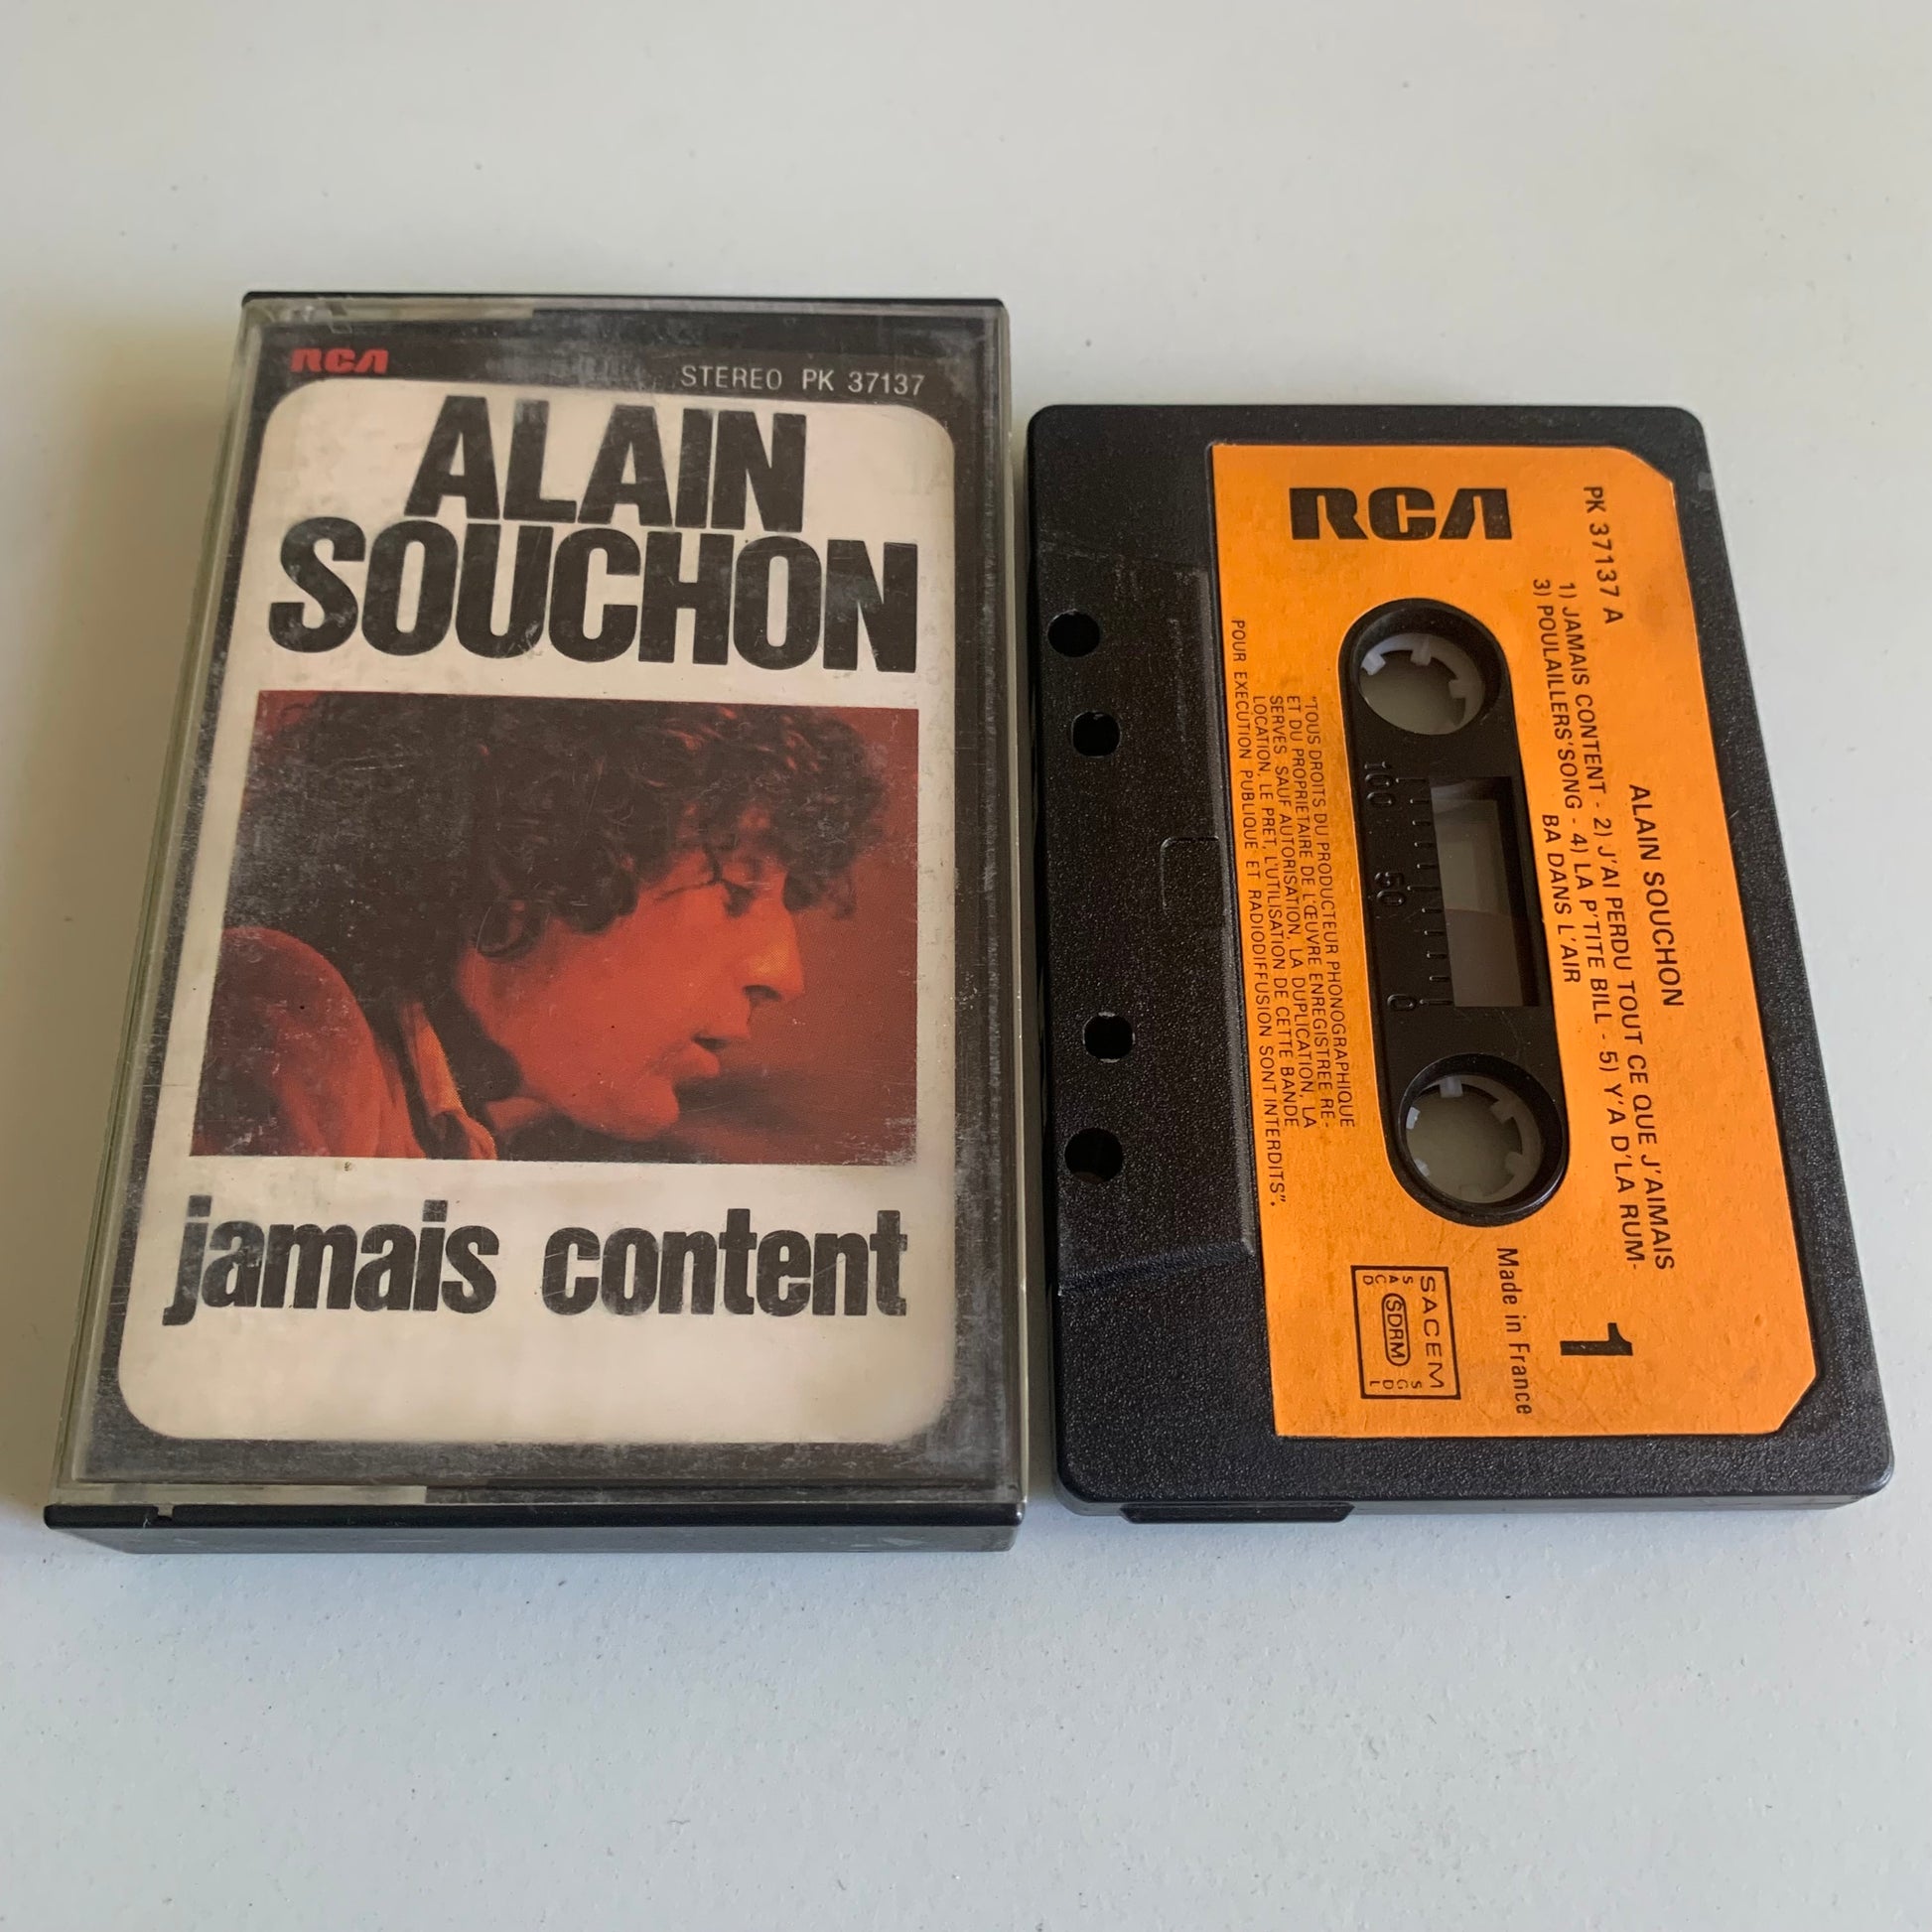 RCA
STEREO PK 37137
ALAIN
SOUCHON
jamais content
RCA
PK 37137 A
ALAIN SOUCHON
1) JAMAIS CONTENT - 2) J'AI PERDU TOUT CE QUE J'AIMAIS
3) POULAILLERS'SONG - 4) LA P'TITE BILL - 5) Y'A D'LA RUM-
BA DANS L'AIR
100 50 0
"TOUS DROITS DU PRODUCTEUR PHONOGRAPHIQUE
ET DU PROPRIETAIRE DE L'ŒUVRE ENREGISTREE RE-
SERVES. SAUF AUTORISATION, LA DUPLICATION, LA
LOCATION, LE PRET, L'UTILISATION DE CETTE BANDE
POUR EXECUTION PUBLIQUE ET RADIODIFFUSION SONT INTERDITS".
1
Made in France
SACEM
SACD
SDRM
SGDL